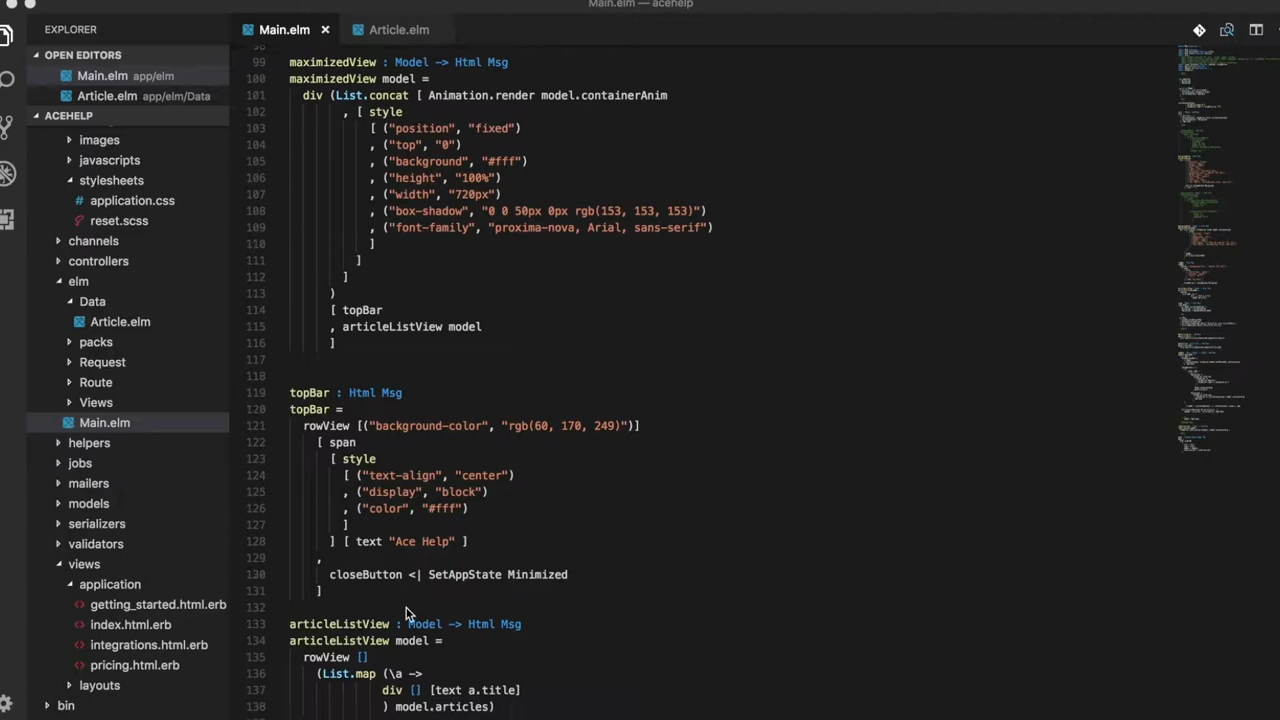 Main.elm — acehelp
EXPLORER
OPEN EDITORS
Main.elm app/elm
Article.elm app/elm/Data
ACEHELP
images
javascripts
stylesheets
application.css
reset.scss
channels
controllers
elm
Data
Article.elm
packs
Request
Route
Views
Main.elm
helpers
jobs
mailers
models
serializers
validators
views
application
getting_started.html.erb
index.html.erb
integrations.html.erb
pricing.html.erb
layouts
bin
Main.elm ×
Article.elm
98
99 maximizedView : Model -> Html Msg
100 maximizedView model =
101 div (List.concat [ Animation.render model.containerAnim
102 , [ style
103 [ ("position", "fixed")
104 , ("top", "0")
105 , ("background", "#fff")
106 , ("height", "100%")
107 , ("width", "720px")
108 , ("box-shadow", "0 0 50px 0px rgb(153, 153, 153)")
109 , ("font-family", "proxima-nova, Arial, sans-serif")
110 ]
111 ]
112 ]
113 )
114 [ topBar
115 , articleListView model
116 ]
117
118
119 topBar : Html Msg
120 topBar =
121 rowView [("background-color", "rgb(60, 170, 249)")]
122 [ span
123 [ style
124 [ ("text-align", "center")
125 , ("display", "block")
126 , ("color", "#fff")
127 ]
128 ] [ text "Ace Help" ]
129 ,
130 closeButton <| SetAppState Minimized
131 ]
132
133 articleListView : Model -> Html Msg
134 articleListView model =
135 rowView []
136 (List.map (\a ->
137 div [] [text a.title]
138 ) model.articles)